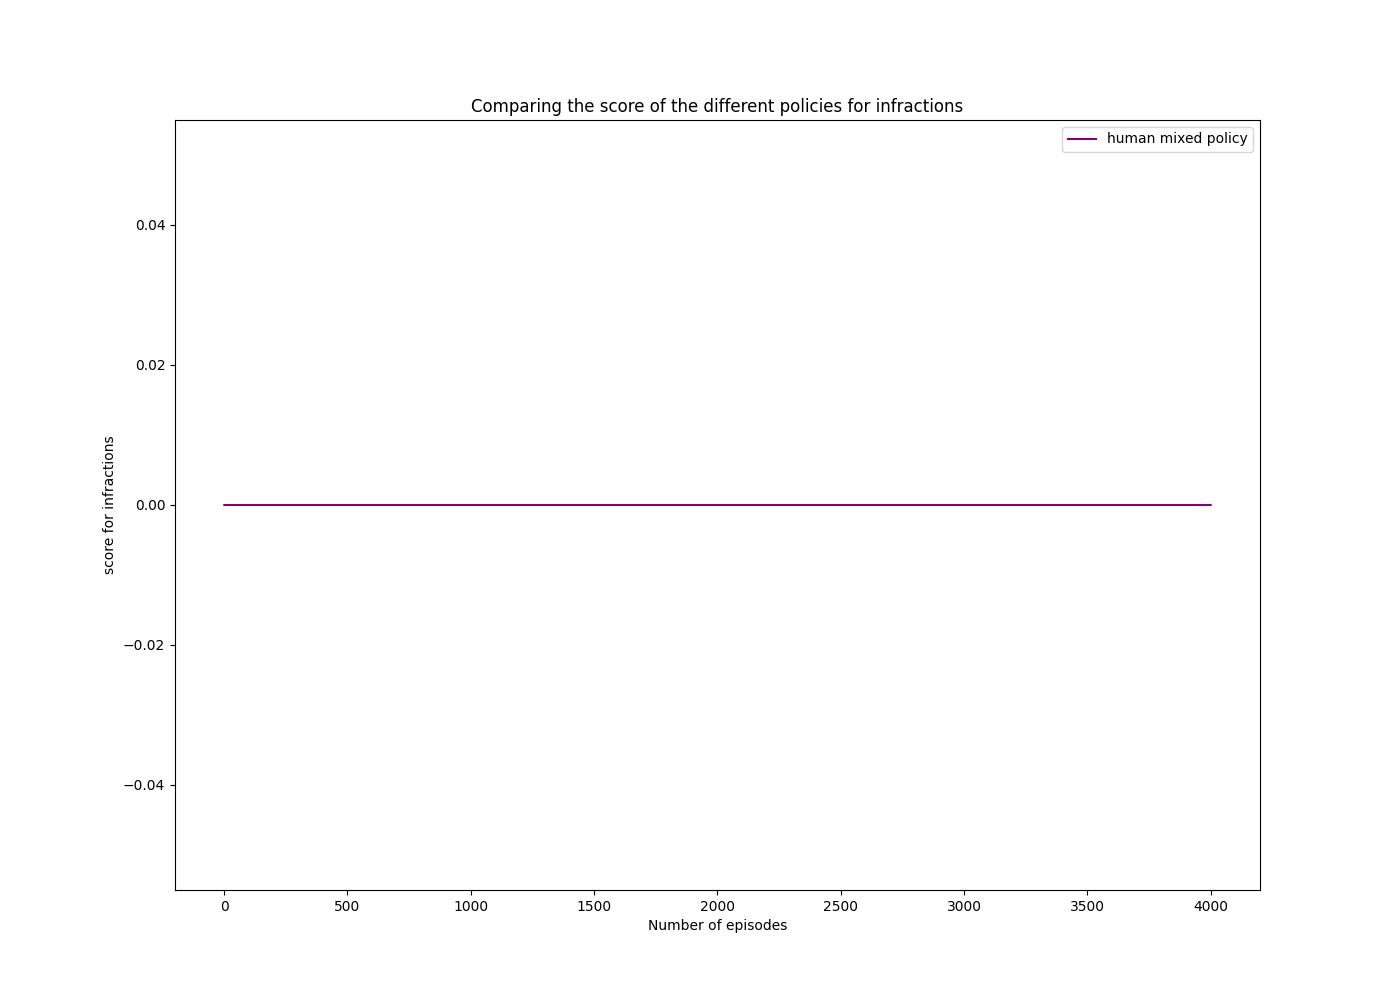 Comparing the score of the different policies for infractions
human mixed policy
0.04
0.02
0.00
−0.02
−0.04
score for infractions
0 500 1000 1500 2000 2500 3000 3500 4000
Number of episodes